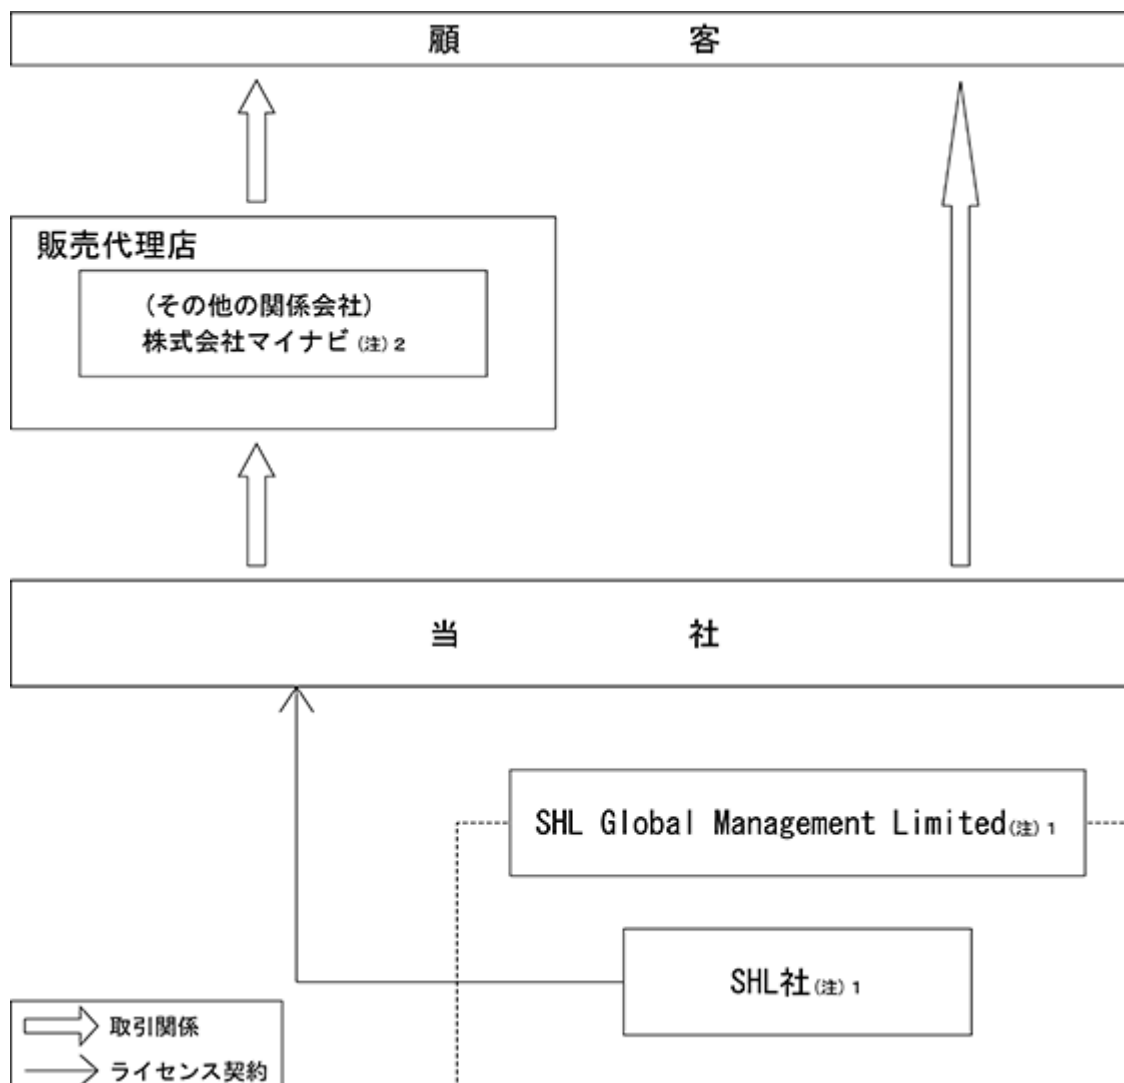 顧 客
販売代理店
(その他の関係会社)
株式会社マイナビ(注)2
当 社
SHL Global Management Limited(注)1
SHL社(注)1
取引関係
ライセンス契約